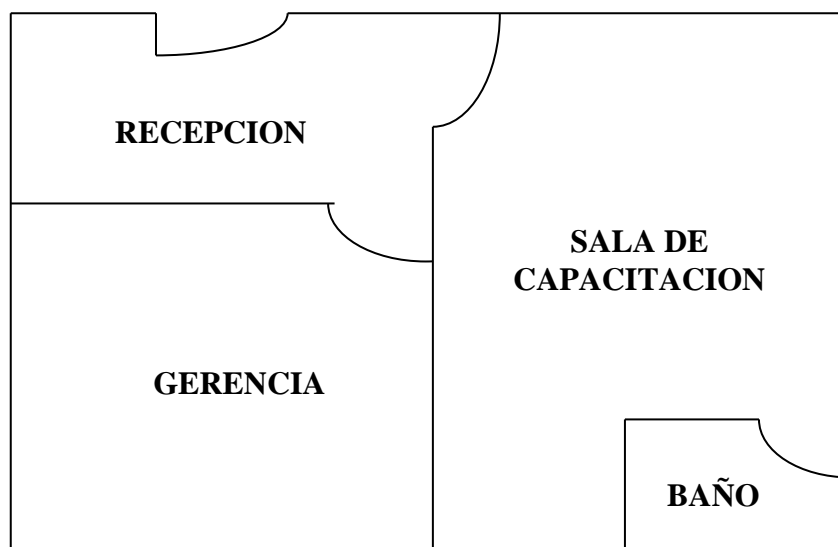 RECEPCION
SALA DE
CAPACITACION
GERENCIA
BAÑO